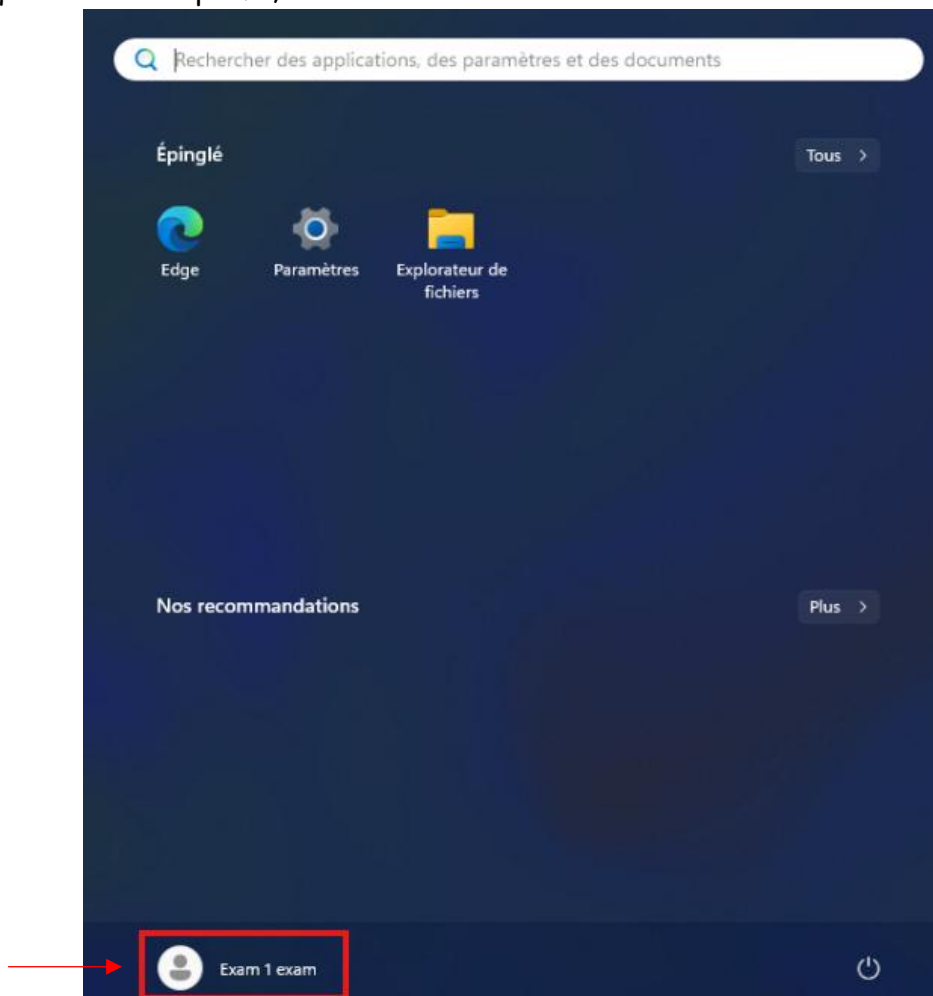 Rechercher des applications, des paramètres et des documents
Épinglé
Tous >
Edge
Paramètres
Explorateur de
fichiers
Nos recommandations
Plus >
Exam 1 exam